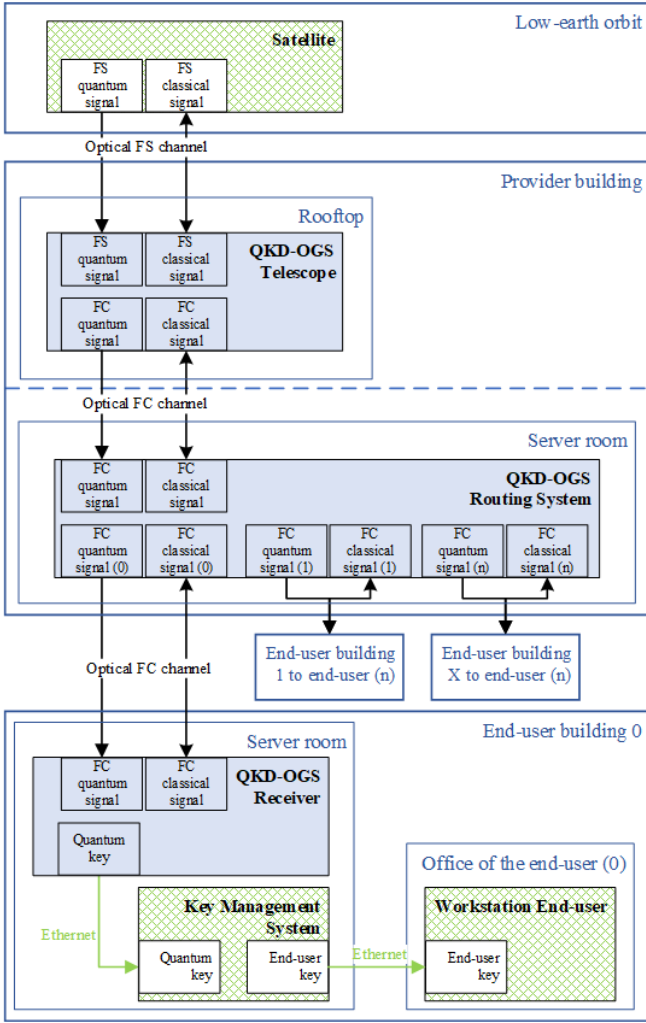 Low-earth orbit
Satellite
FS
quantum
signal
FS
classical
signal
Optical FS channel
Provider building
Rooftop
FS
quantum
signal
FS
classical
signal
QKD-OGS
Telescope
FC
quantum
signal
FC
classical
signal
Optical FC channel
Server room
FC
quantum
signal
FC
classical
signal
QKD-OGS
Routing System
FC
quantum
signal (0)
FC
classical
signal (0)
FC
quantum
signal (1)
FC
classical
signal (1)
FC
quantum
signal (n)
FC
classical
signal (n)
End-user building
1 to end-user (n)
End-user building
X to end-user (n)
Optical FC channel
End-user building 0
Server room
FC
quantum
signal
FC
classical
signal
QKD-OGS
Receiver
Quantum
key
Office of the end-user (0)
Key Management
System
Workstation End-user
Ethernet
Quantum
key
End-user
key
Ethernet
End-user
key